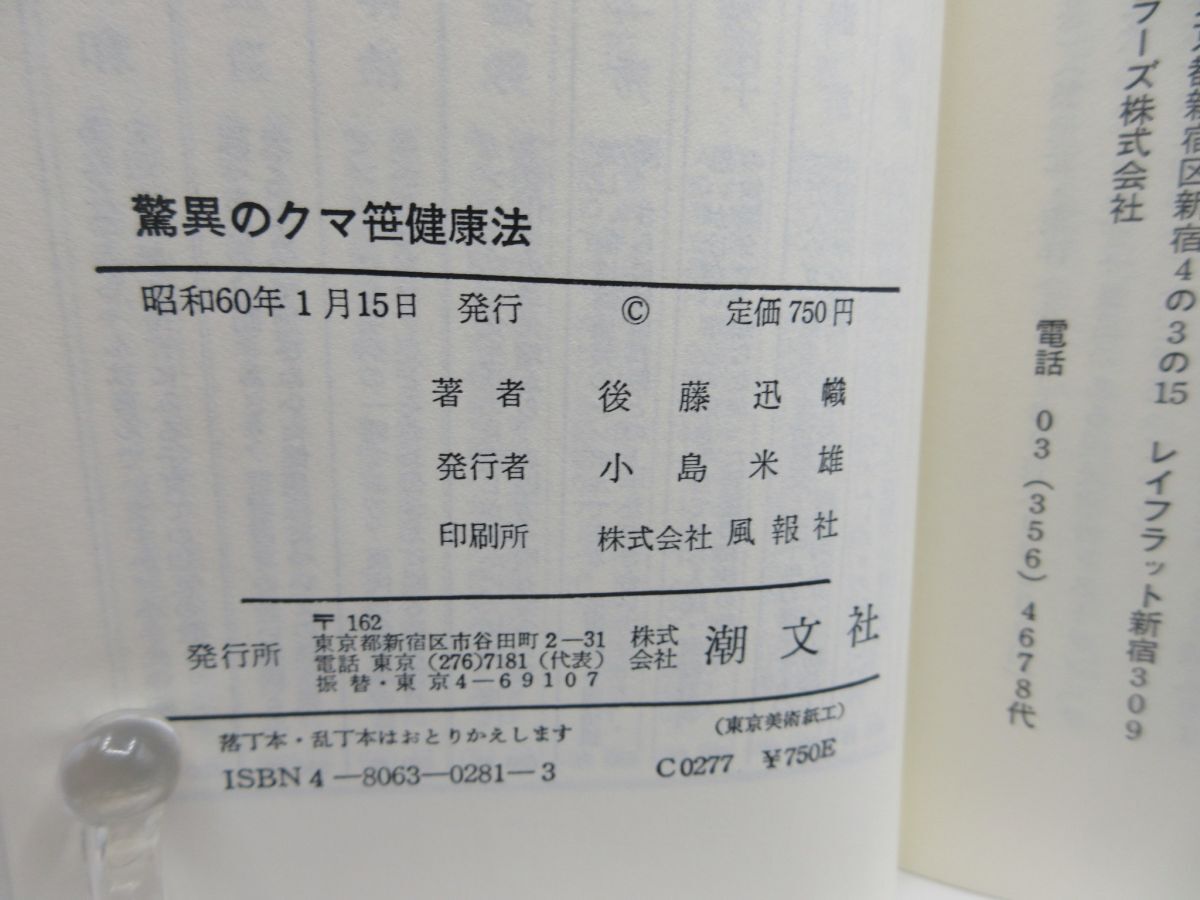 驚異のクマ笹健康法
昭和60年1月15日 発行 © 定価750円
著者 後藤迅幟
発行者 小島米雄
印刷所 株式会社 風報社
発行所
〒162
東京都新宿区市谷田町2—31
電話 東京 (276)7181 (代表)
振替・東京4—69107
株式会社 潮文社
(東京美術紙工)
落丁本・乱丁本はおとりかえします
ISBN4—8063—0281—3 C0277 ¥750E
京都新宿区新宿4の3の15 レイフラット新宿309
フーズ株式会社
電話 03(356)4678代